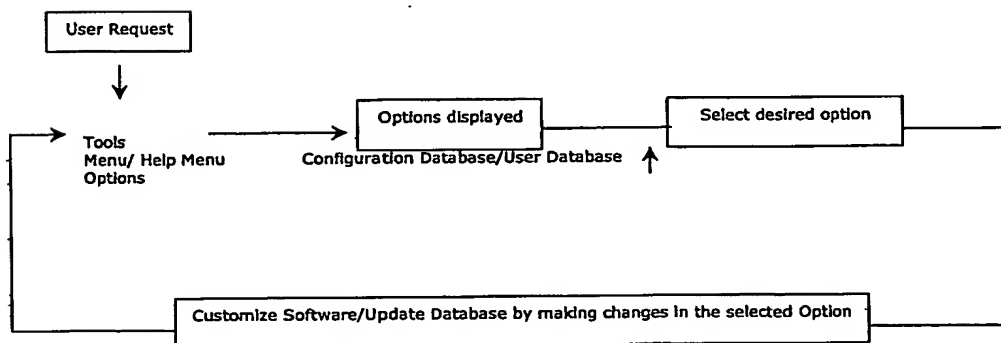 User Request
Options displayed
Select desired option
Tools
Menu/ Help Menu
Options
Configuration Database/User Database
Customize Software/Update Database by making changes in the selected Option